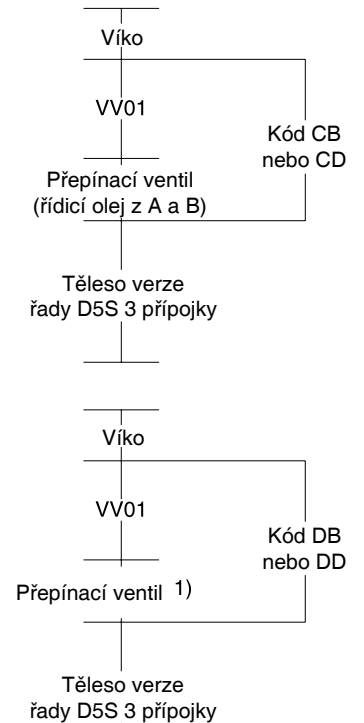 Víko
VV01
Kód CB
nebo CD
Přepínací ventil
(řídicí olej z A a B)
Těleso verze
řady D5S 3 přípojky
Víko
VV01
Kód DB
nebo DD
Přepínací ventil 1)
Těleso verze
řady D5S 3 přípojky